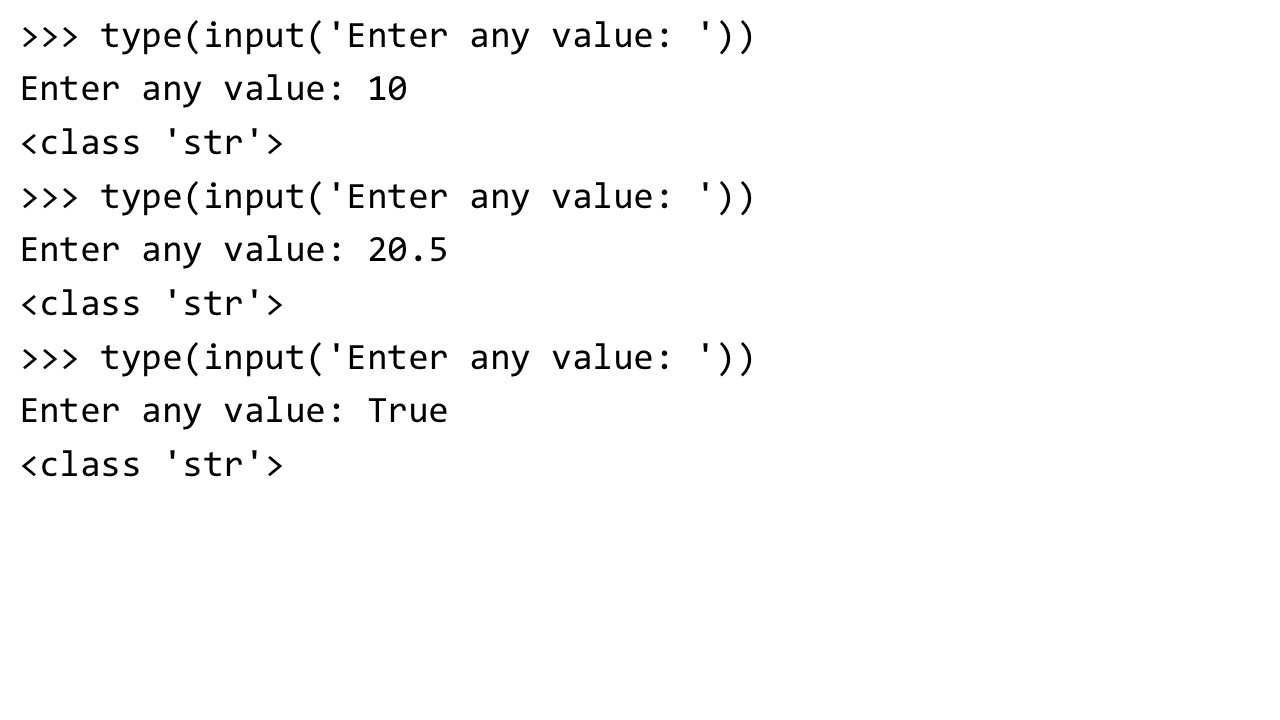 >>> type(input('Enter any value: '))
Enter any value: 10
<class 'str'>
>>> type(input('Enter any value: '))
Enter any value: 20.5
<class 'str'>
>>> type(input('Enter any value: '))
Enter any value: True
<class 'str'>